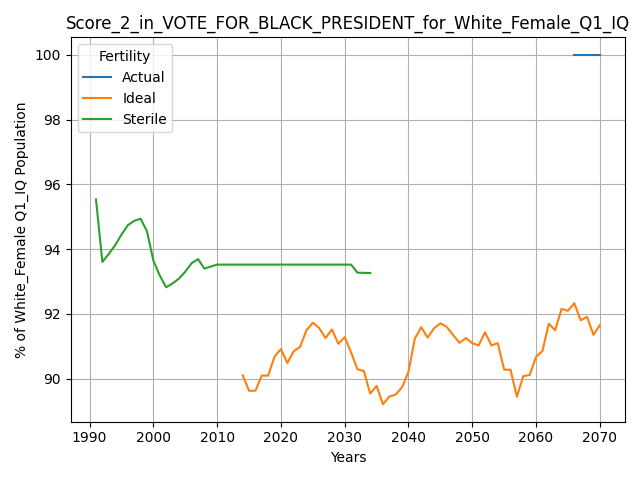 Score_2_in_VOTE_FOR_BLACK_PRESIDENT_for_White_Female_Q1_IQ
Fertility
Actual
Ideal
Sterile
% of White_Female Q1_IQ Population
100
98
96
94
92
90
1990 2000 2010 2020 2030 2040 2050 2060 2070
Years